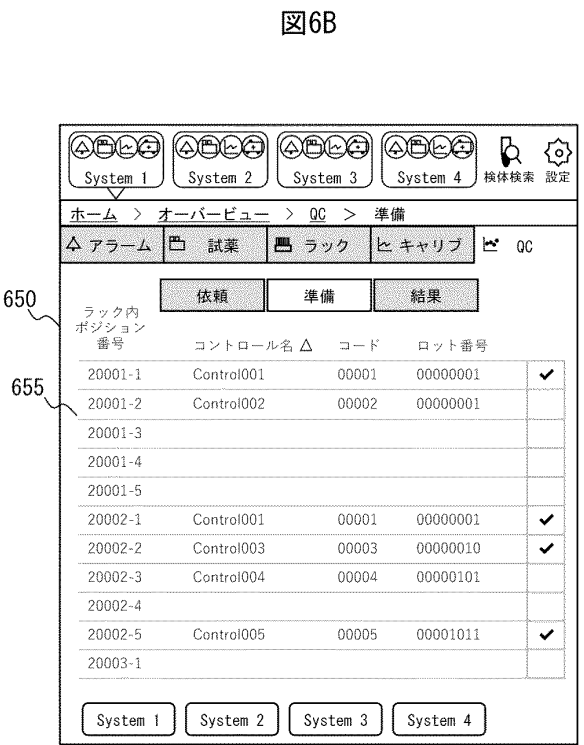 図6B
System 1 System 2 System 3 System 4 検体検索 設定
ホーム > オーバービュー > QC > 準備
アラーム 試薬 ラック キャリブ QC
依頼 準備 結果
650
ラック内
ポジション
番号 コントロール名 △ コード ロット番号
655
20001-1 Control001 00001 00000001 ✔
20001-2 Control002 00002 00000001
20001-3
20001-4
20001-5
20002-1 Control001 00001 00000001 ✔
20002-2 Control003 00003 00000010 ✔
20002-3 Control004 00004 00000101
20002-4
20002-5 Control005 00005 00001011 ✔
20003-1
System 1 System 2 System 3 System 4